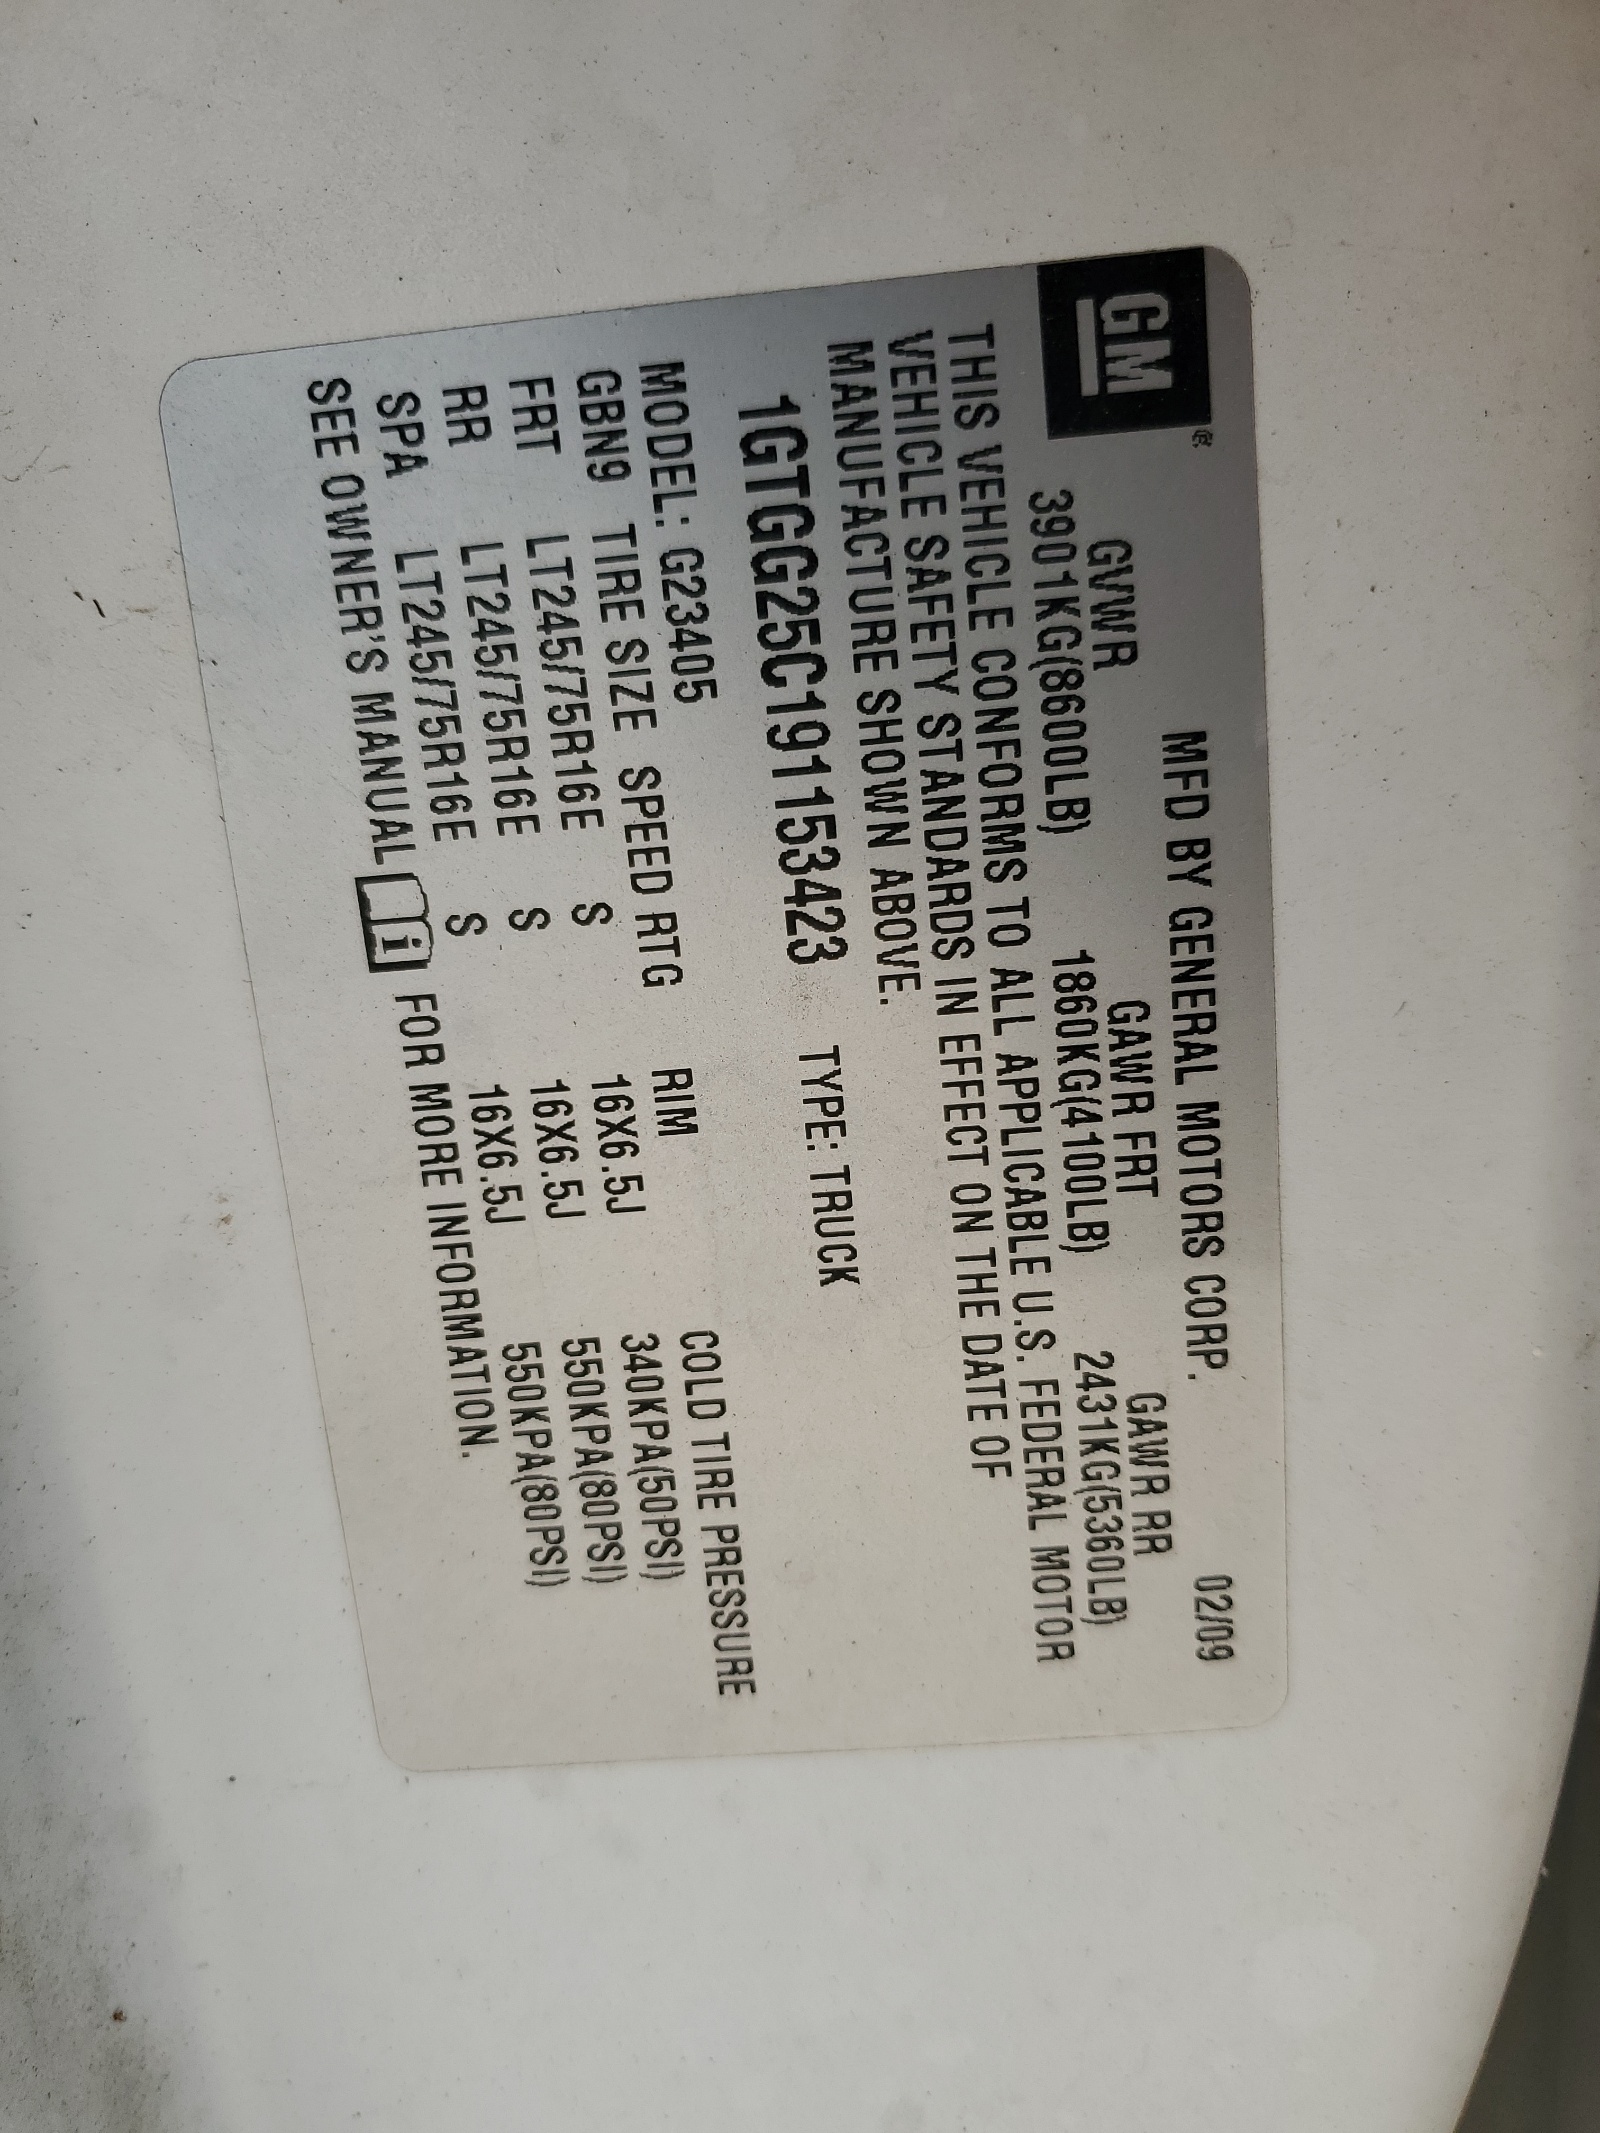 GM®
MFD BY GENERAL MOTORS CORP. 02/09
GVWR GAWR FRT GAWR RR
3901KG(8600LB) 1860KG(4100LB) 2431KG(5360LB)
THIS VEHICLE CONFORMS TO ALL APPLICABLE U.S. FEDERAL MOTOR
VEHICLE SAFETY STANDARDS IN EFFECT ON THE DATE OF
MANUFACTURE SHOWN ABOVE.
1GTGG25C191153423 TYPE: TRUCK
MODEL: G23405
GBN9 TIRE SIZE SPEED RTG RIM COLD TIRE PRESSURE
FRT LT245/75R16E S 16X6.5J 340KPA(50PSI)
RR LT245/75R16E S 16X6.5J 550KPA(80PSI)
SPA LT245/75R16E S 16X6.5J 550KPA(80PSI)
SEE OWNER'S MANUAL i FOR MORE INFORMATION.